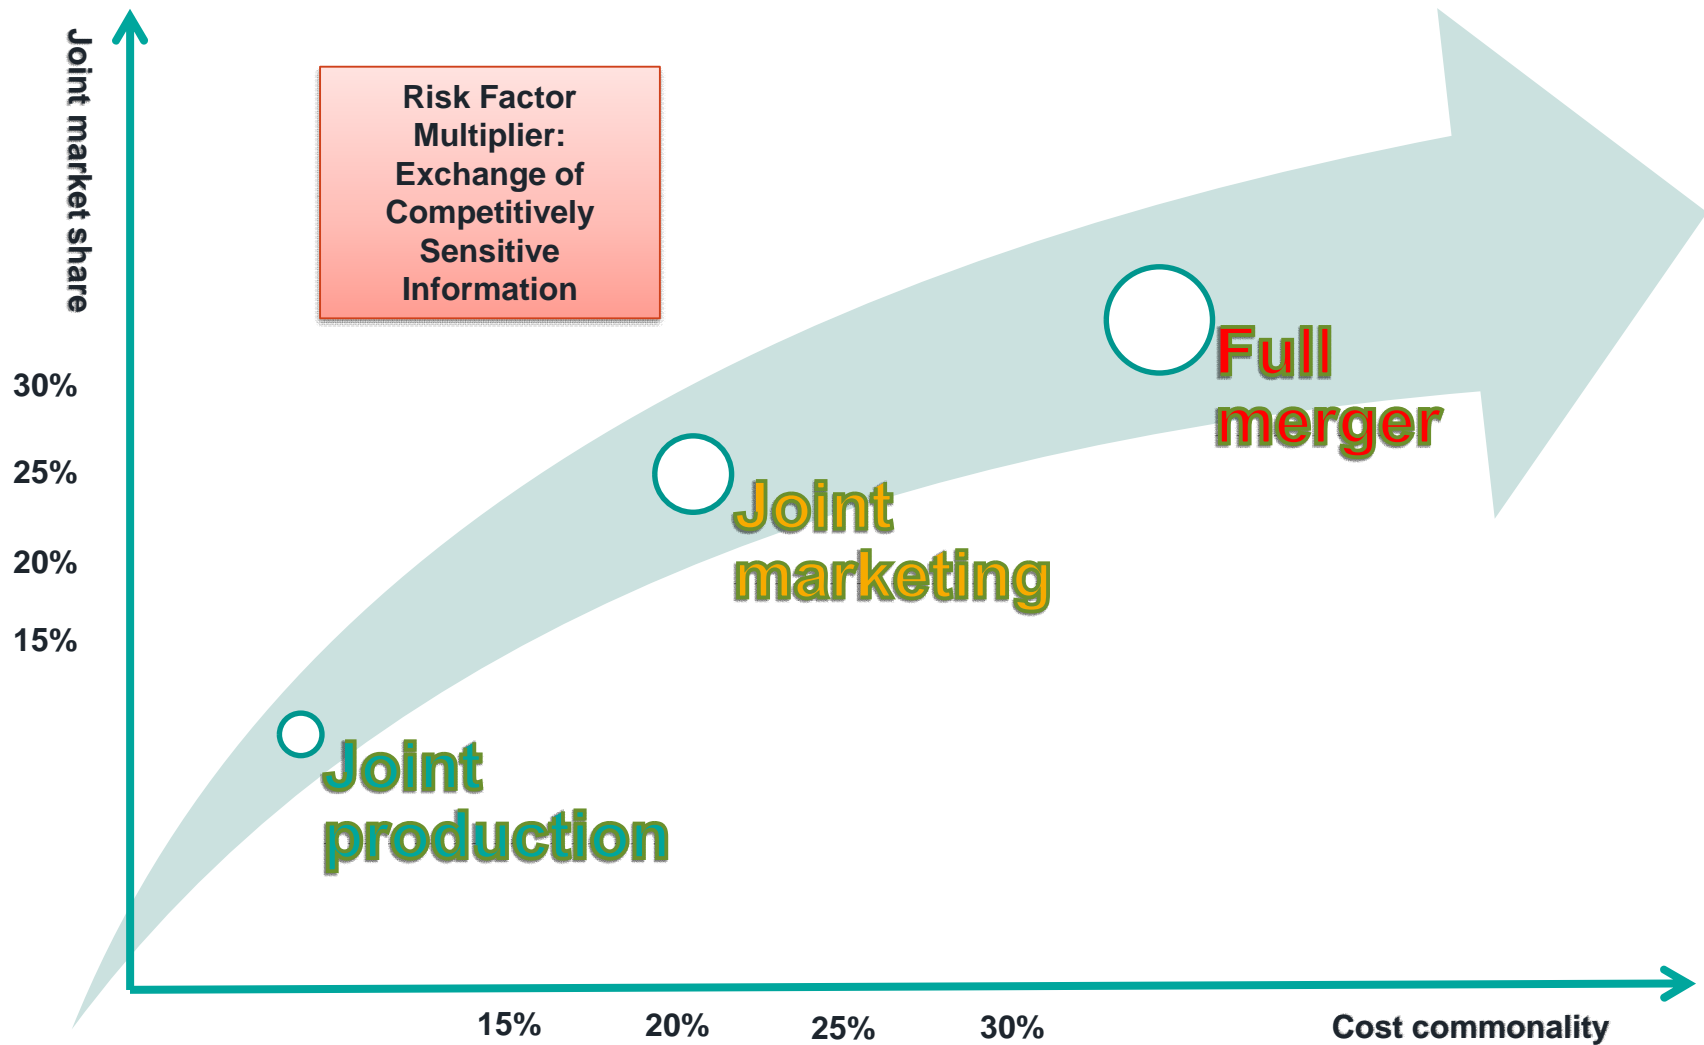 Joint market share
Risk Factor
Multiplier:
Exchange of
Competitively
Sensitive
Information
Full
merger
30%
25%
Joint
marketing
20%
15%
Joint
production
15%
20%
25%
30%
Cost commonality